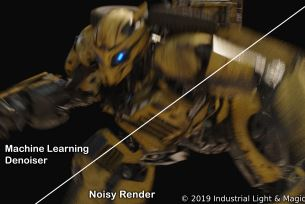 Machine Learning
Denoiser
Noisy Render
© 2019 Industrial Light & Magic